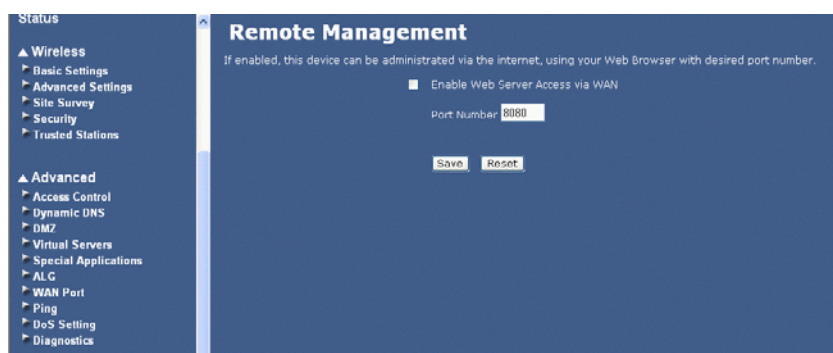 Status
Wireless
Basic Settings
Advanced Settings
Site Survey
Security
Trusted Stations
Advanced
Access Control
Dynamic DNS
DMZ
Virtual Servers
Special Applications
ALG
WAN Port
Ping
DoS Setting
Diagnostics
Remote Management
If enabled, this device can be administrated via the internet, using your Web Browser with desired port number.
Enable Web Server Access via WAN
Port Number 8080
Save Reset